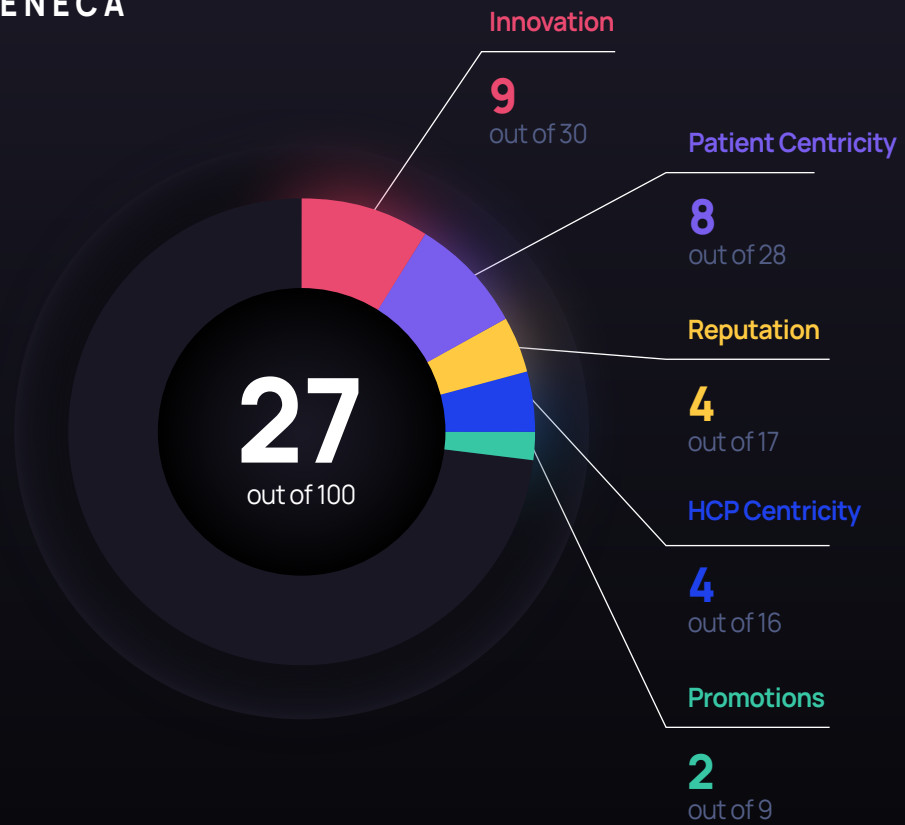 ENECA
Innovation
9
out of 30
Patient Centricity
8
out of 28
Reputation
4
out of 17
27
out of 100
HCP Centricity
4
out of 16
Promotions
2
out of 9